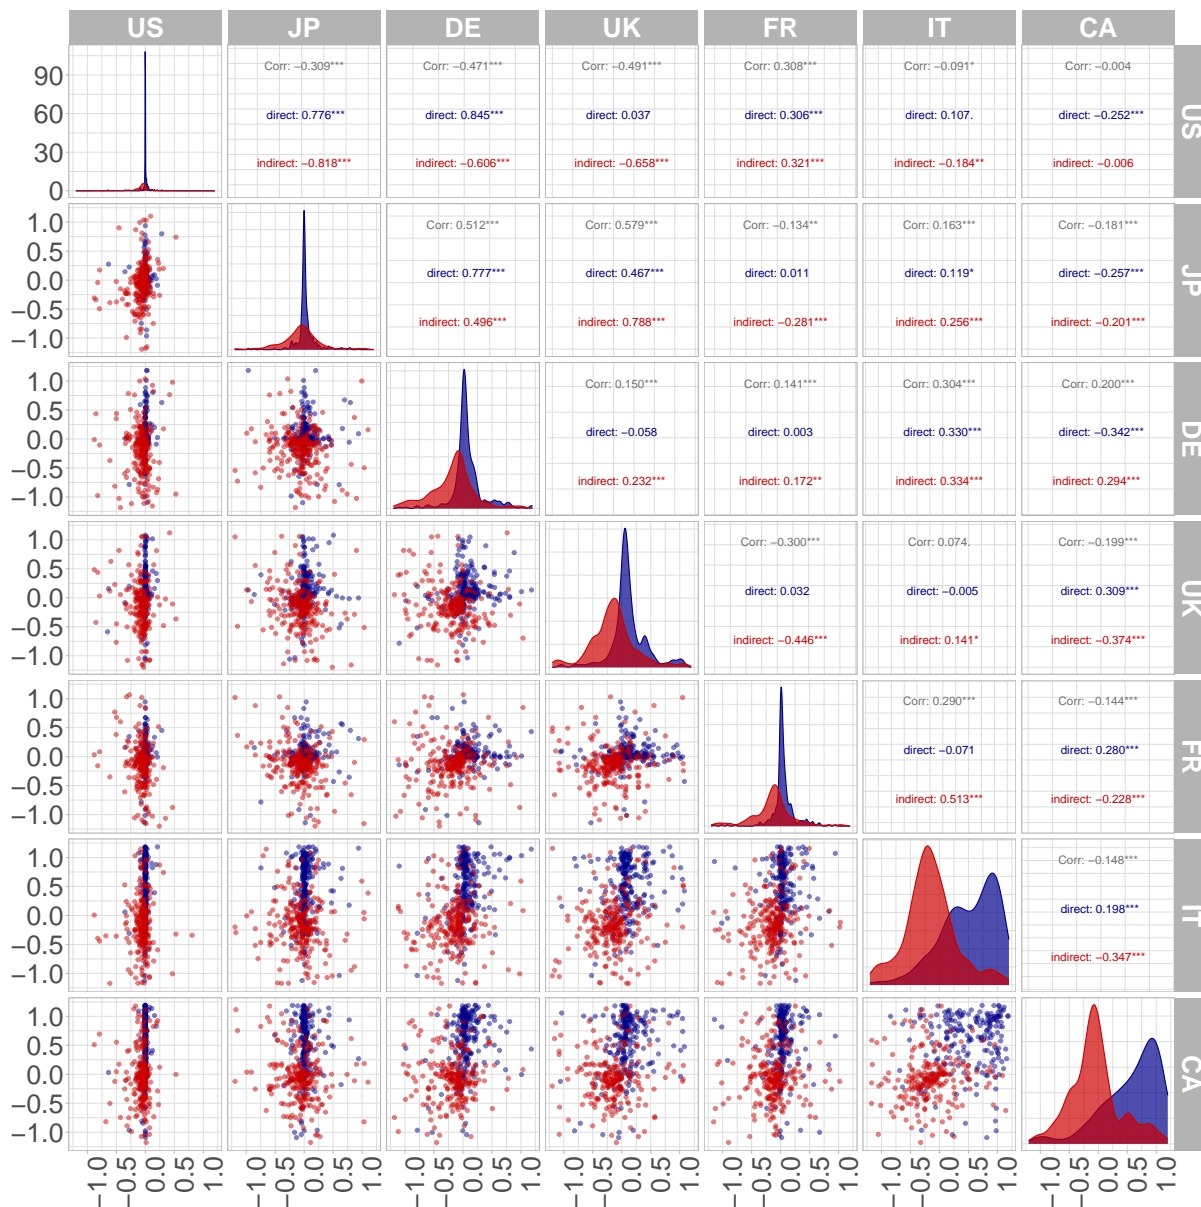 US JP DE UK FR IT CA
Corr: −0.309*** Corr: −0.471*** Corr: −0.491*** Corr: 0.308*** Corr: −0.091* Corr: −0.004
90
direct: 0.776*** direct: 0.845*** direct: 0.037 direct: 0.306*** direct: 0.107. direct: −0.252***
60
US
30
indirect: −0.818*** indirect: −0.606*** indirect: −0.658*** indirect: 0.321*** indirect: −0.184** indirect: −0.006
0
1.0 Corr: 0.512*** Corr: 0.579*** Corr: −0.134** Corr: 0.163*** Corr: −0.181***
0.5
direct: 0.777*** direct: 0.467*** direct: 0.011 direct: 0.119* direct: −0.257***
0.0
JP
−0.5
indirect: 0.496*** indirect: 0.788*** indirect: −0.281*** indirect: 0.256*** indirect: −0.201***
−1.0
1.0 Corr: 0.150*** Corr: 0.141*** Corr: 0.304*** Corr: 0.200***
0.5
direct: −0.058 direct: 0.003 direct: 0.330*** direct: −0.342***
0.0
DE
−0.5
indirect: 0.232*** indirect: 0.172** indirect: 0.334*** indirect: 0.294***
−1.0
1.0 Corr: −0.300*** Corr: 0.074. Corr: −0.199***
0.5
direct: 0.032 direct: −0.005 direct: 0.309***
0.0
UK
−0.5
indirect: −0.446*** indirect: 0.141* indirect: −0.374***
−1.0
1.0 Corr: 0.290*** Corr: −0.144***
0.5
direct: −0.071 direct: 0.280***
0.0
FR
−0.5
indirect: 0.513*** indirect: −0.228***
−1.0
1.0 Corr: −0.148***
0.5
direct: 0.198***
0.0
IT
−0.5
indirect: −0.347***
−1.0
1.0
0.5
0.0
CA
−0.5
−1.0
−1.0 −0.5 0.0 0.5 1.0 −1.0 −0.5 0.0 0.5 1.0 −1.0 −0.5 0.0 0.5 1.0 −1.0 −0.5 0.0 0.5 1.0 −1.0 −0.5 0.0 0.5 1.0 −1.0 −0.5 0.0 0.5 1.0 −1.0 −0.5 0.0 0.5 1.0